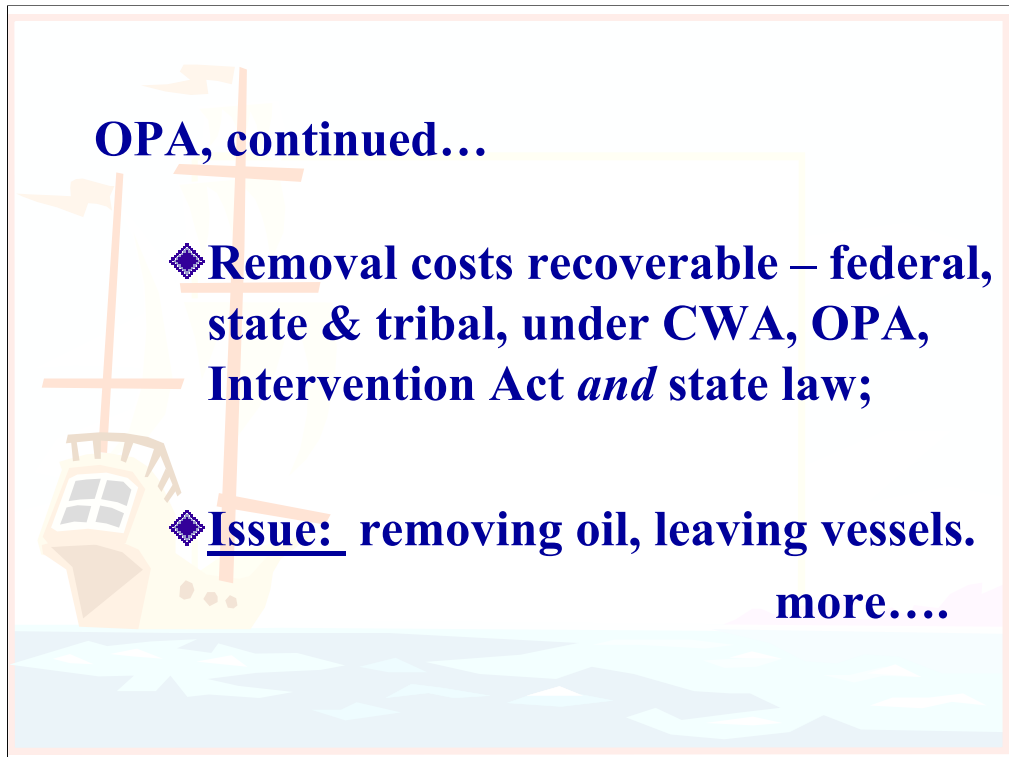 OPA, continued…
Removal costs recoverable – federal,
state & tribal, under CWA, OPA,
Intervention Act and state law;
Issue: removing oil, leaving vessels.
more….